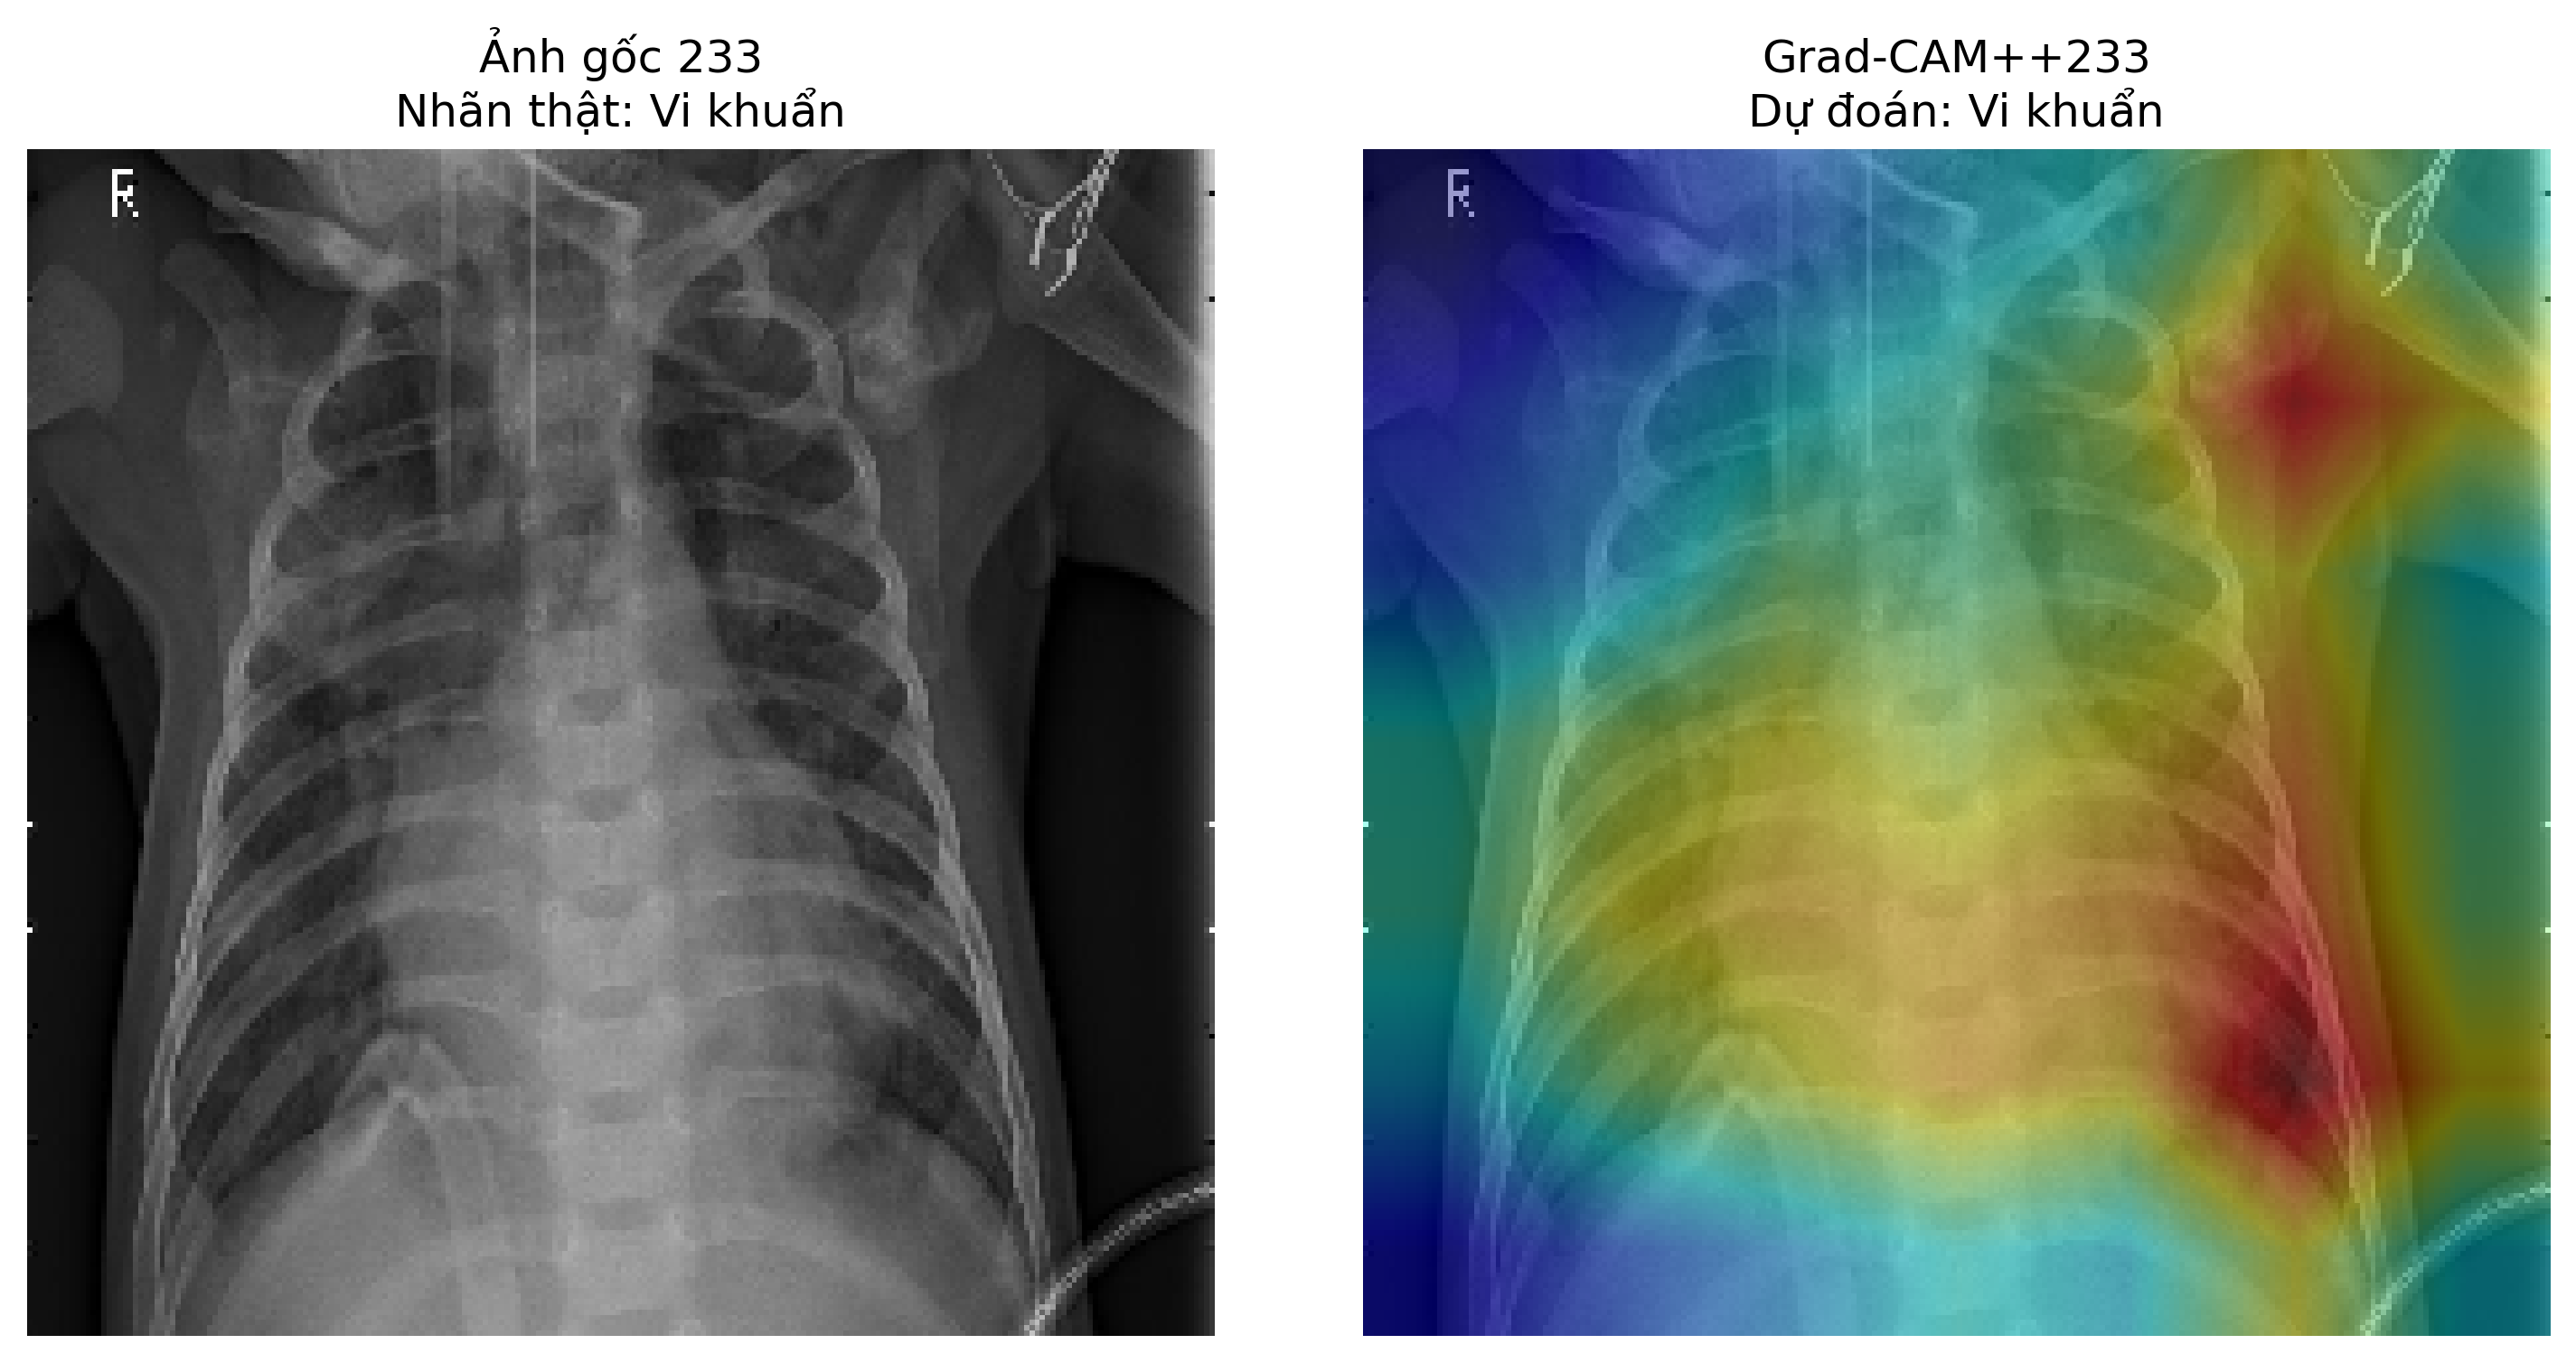 Ảnh gốc 233
Nhãn thật: Vi khuẩn
Grad-CAM++233
Dự đoán: Vi khuẩn
R
R